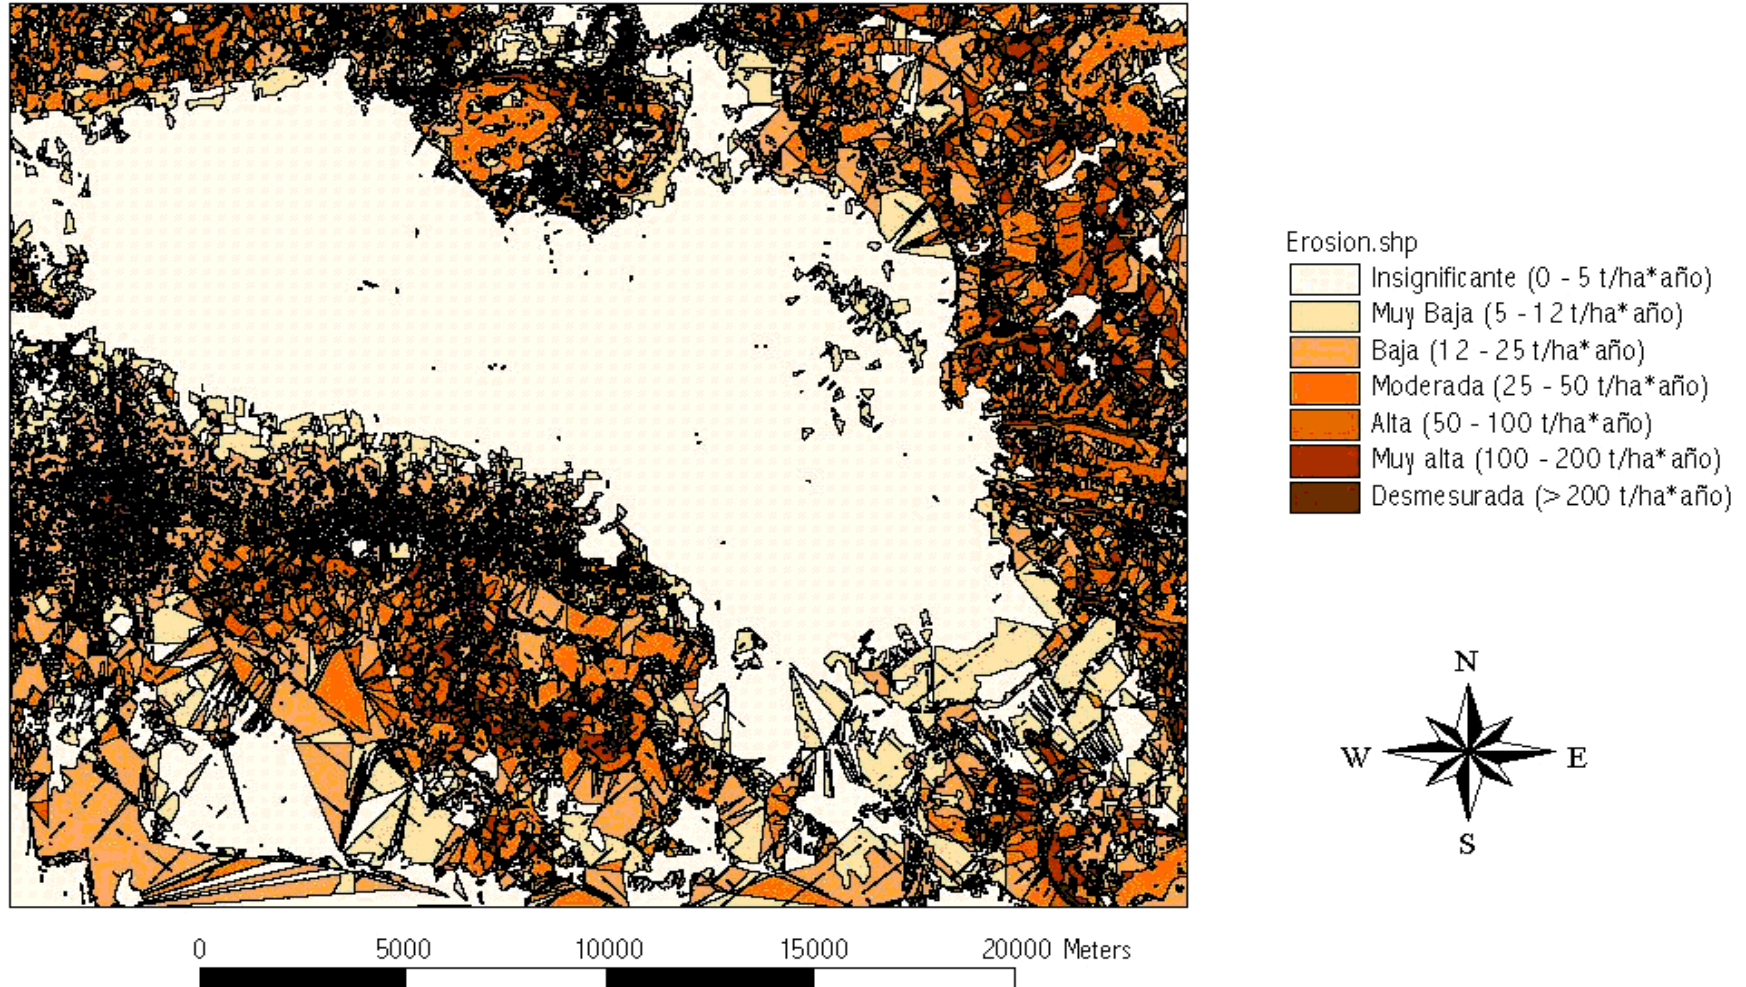 Erosion.shp
Insignificante (0 - 5 t/ha*año)
Muy Baja (5 - 12 t/ha*año)
Baja (12 - 25 t/ha*año)
Moderada (25 - 50 t/ha*año)
Alta (50 - 100 t/ha*año)
Muy alta (100 - 200 t/ha*año)
Desmesurada (> 200 t/ha*año)
N
W E
S
0 5000 10000 15000 20000 Meters